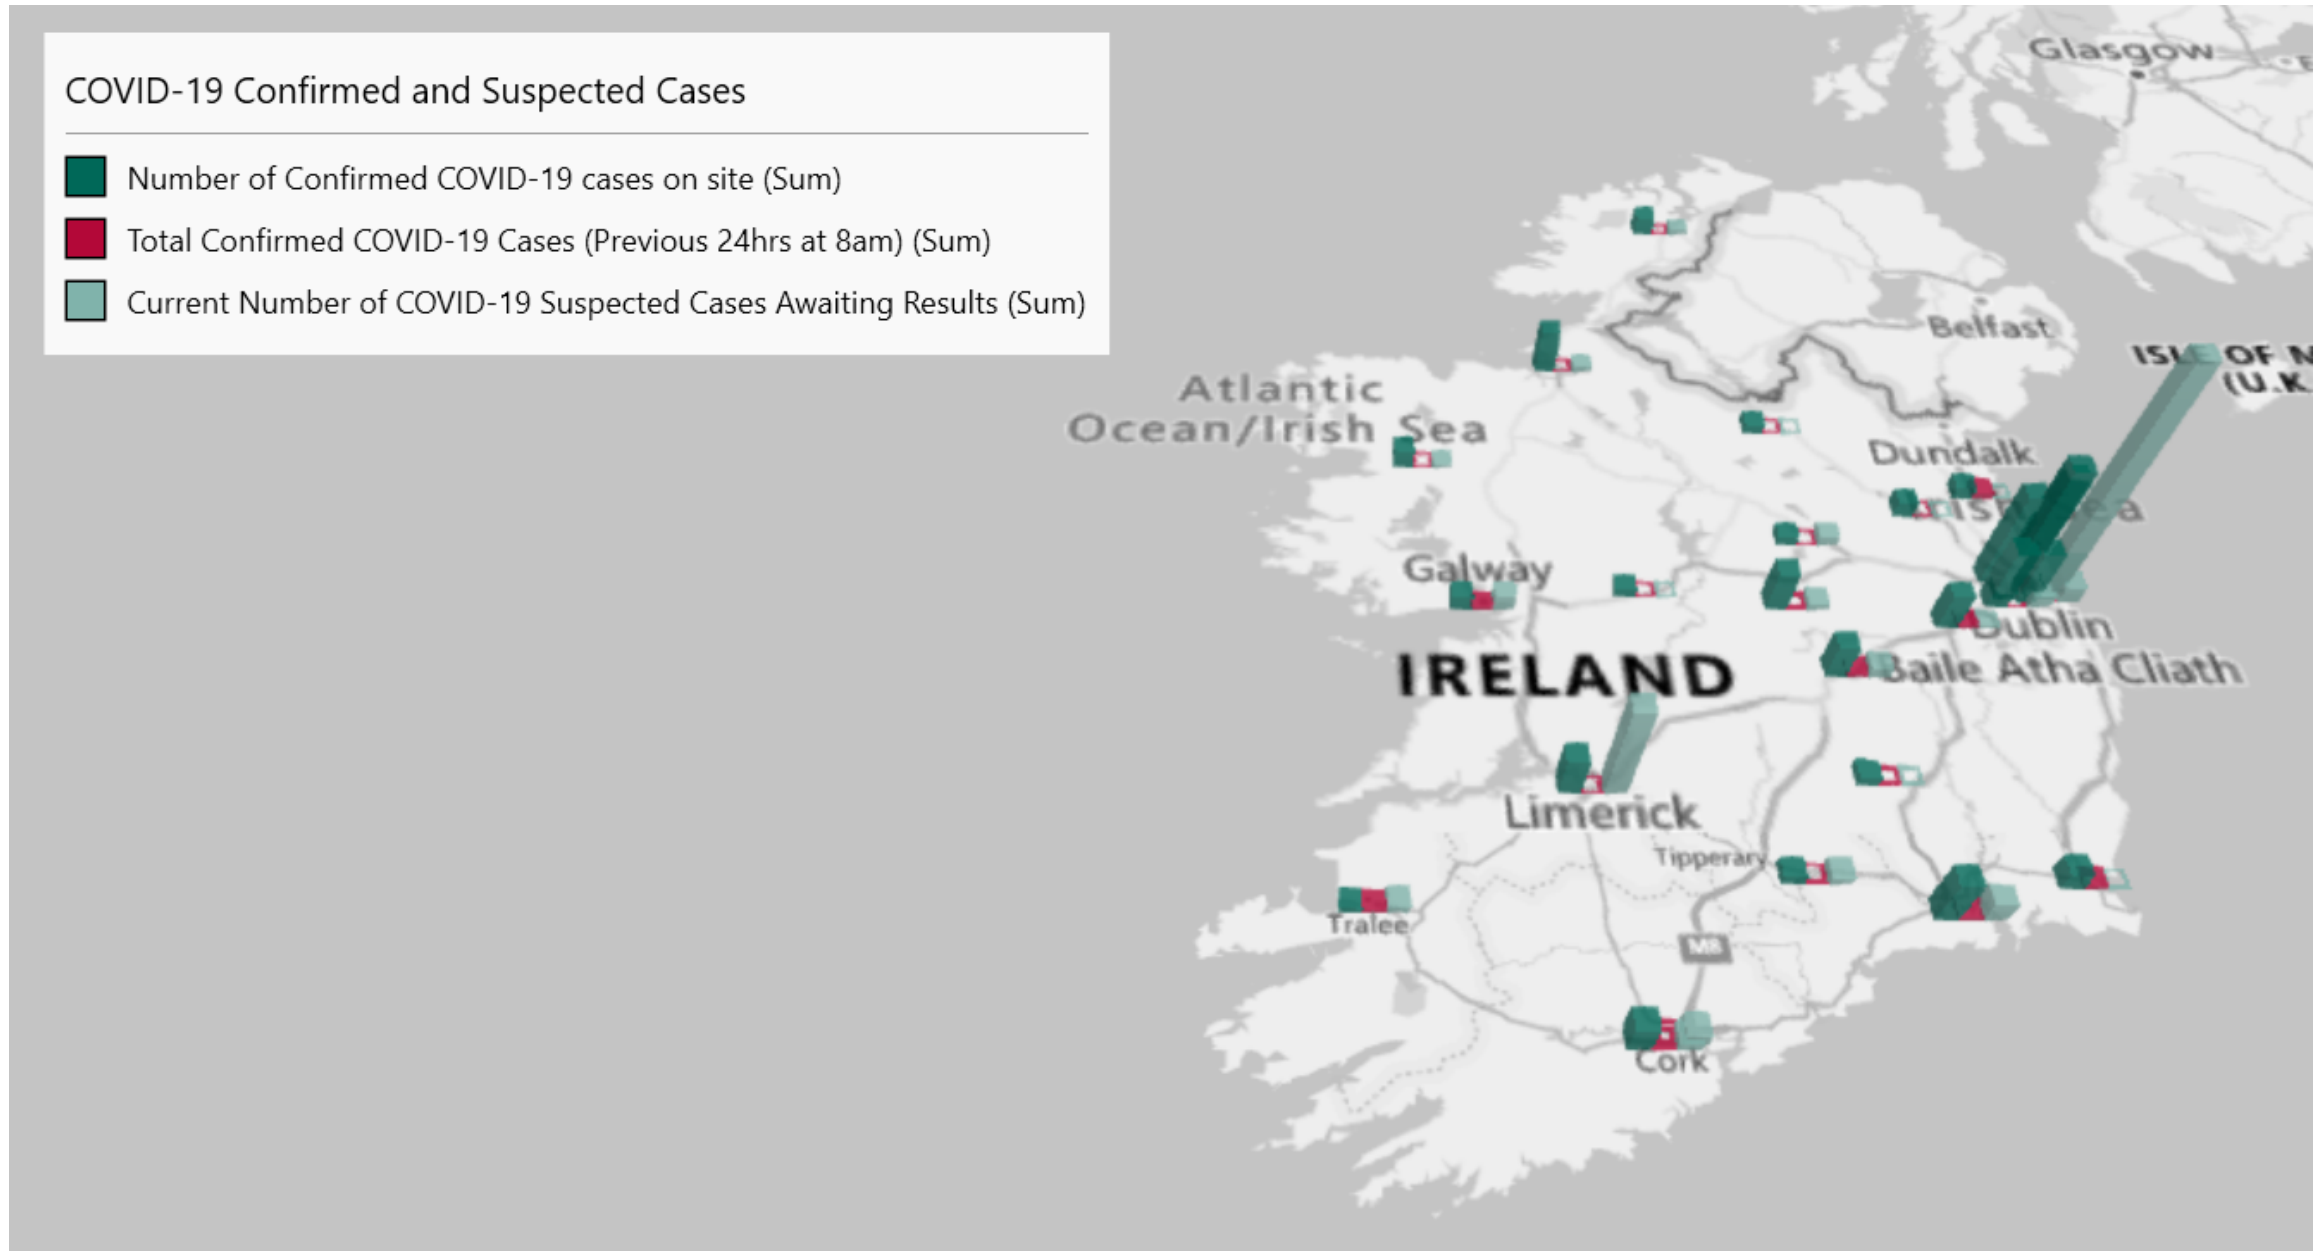 COVID-19 Confirmed and Suspected Cases
Number of Confirmed COVID-19 cases on site (Sum)
Total Confirmed COVID-19 Cases (Previous 24hrs at 8am) (Sum)
Current Number of COVID-19 Suspected Cases Awaiting Results (Sum)
Glasgow
Belfast
OF
(U.K.
Atlantic
Ocean/Irish Sea
Dundalk
Galway
Dublin
IRELAND
Baile Atha Cliath
Limerick
Tipperary
Tralee
M8
Cork